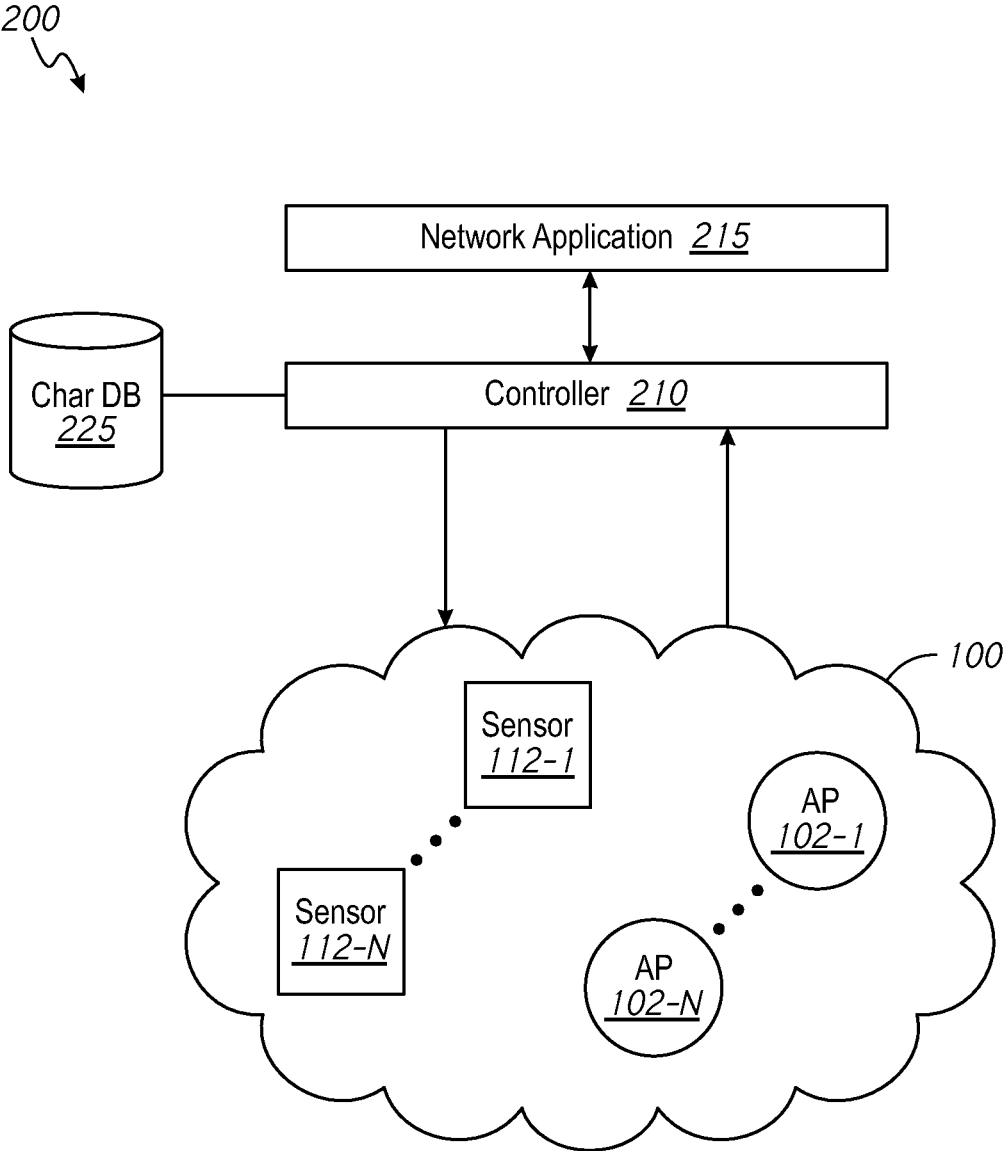 200
Network Application 215
Char DB
225
Controller 210
100
Sensor
112-1
AP
102-1
Sensor
112-N
AP
102-N